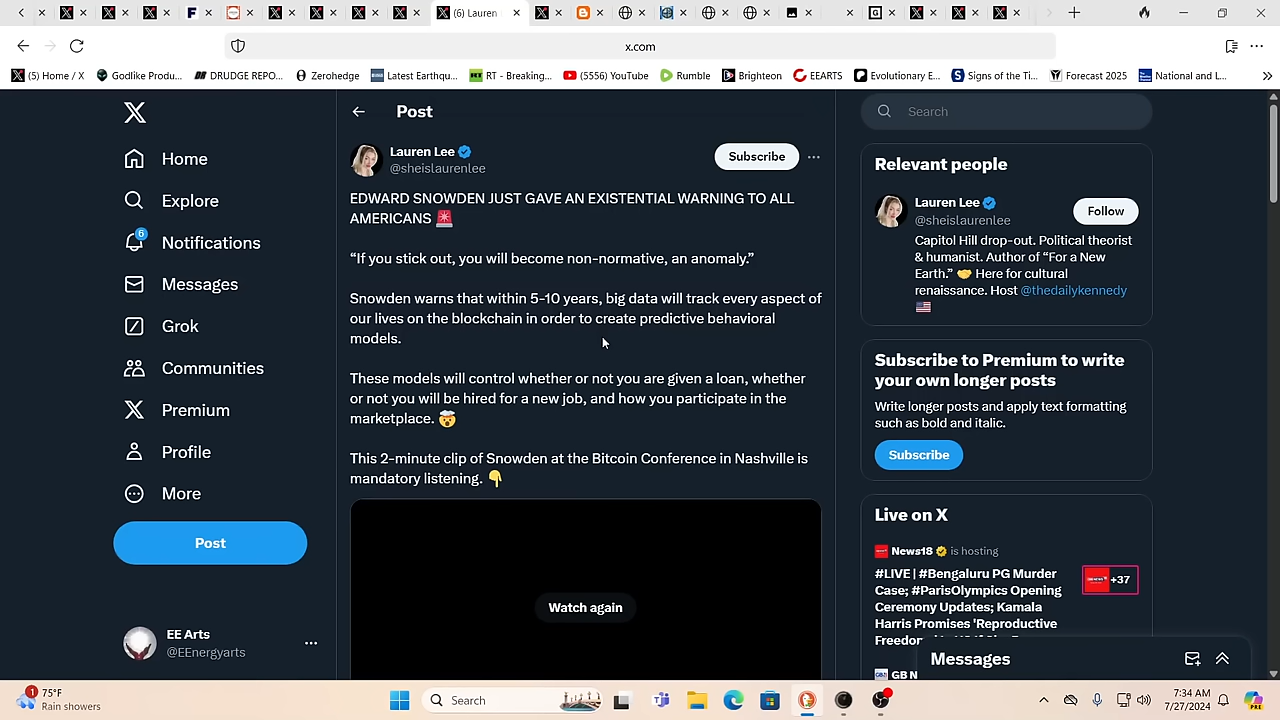 (6) Lauren
x.com
(5) Home / X
Godlike Produ...
DRUDGE REPO...
Zerohedge
Latest Earthqu...
RT - Breaking...
(5556) YouTube
Rumble
Brighteon
EEARTS
Evolutionary E...
Signs of the Ti...
Forecast 2025
National and L...
Home
Explore
6
Notifications
Messages
Grok
Communities
Premium
Profile
More
Post
EE Arts
@EEnergyarts
Post
Lauren Lee
@sheislaurenlee
Subscribe
EDWARD SNOWDEN JUST GAVE AN EXISTENTIAL WARNING TO ALL
AMERICANS 🚨
“If you stick out, you will become non-normative, an anomaly.”
Snowden warns that within 5-10 years, big data will track every aspect of
our lives on the blockchain in order to create predictive behavioral
models.
These models will control whether or not you are given a loan, whether
or not you will be hired for a new job, and how you participate in the
marketplace. 🤯
This 2-minute clip of Snowden at the Bitcoin Conference in Nashville is
mandatory listening. 👇
Watch again
Search
Relevant people
Lauren Lee
@sheislaurenlee
Follow
Capitol Hill drop-out. Political theorist
& humanist. Author of “For a New
Earth.” 🤝 Here for cultural
renaissance. Host @thedailykennedy
🇺🇸
Subscribe to Premium to write
your own longer posts
Write longer posts and apply text formatting
such as bold and italic.
Subscribe
Live on X
News18 is hosting
#LIVE | #Bengaluru PG Murder
Case; #ParisOlympics Opening
Ceremony Updates; Kamala
Harris Promises 'Reproductive
+37
GB N
Messages
1
75°F
Rain showers
Search
7:34 AM
7/27/2024
PRE